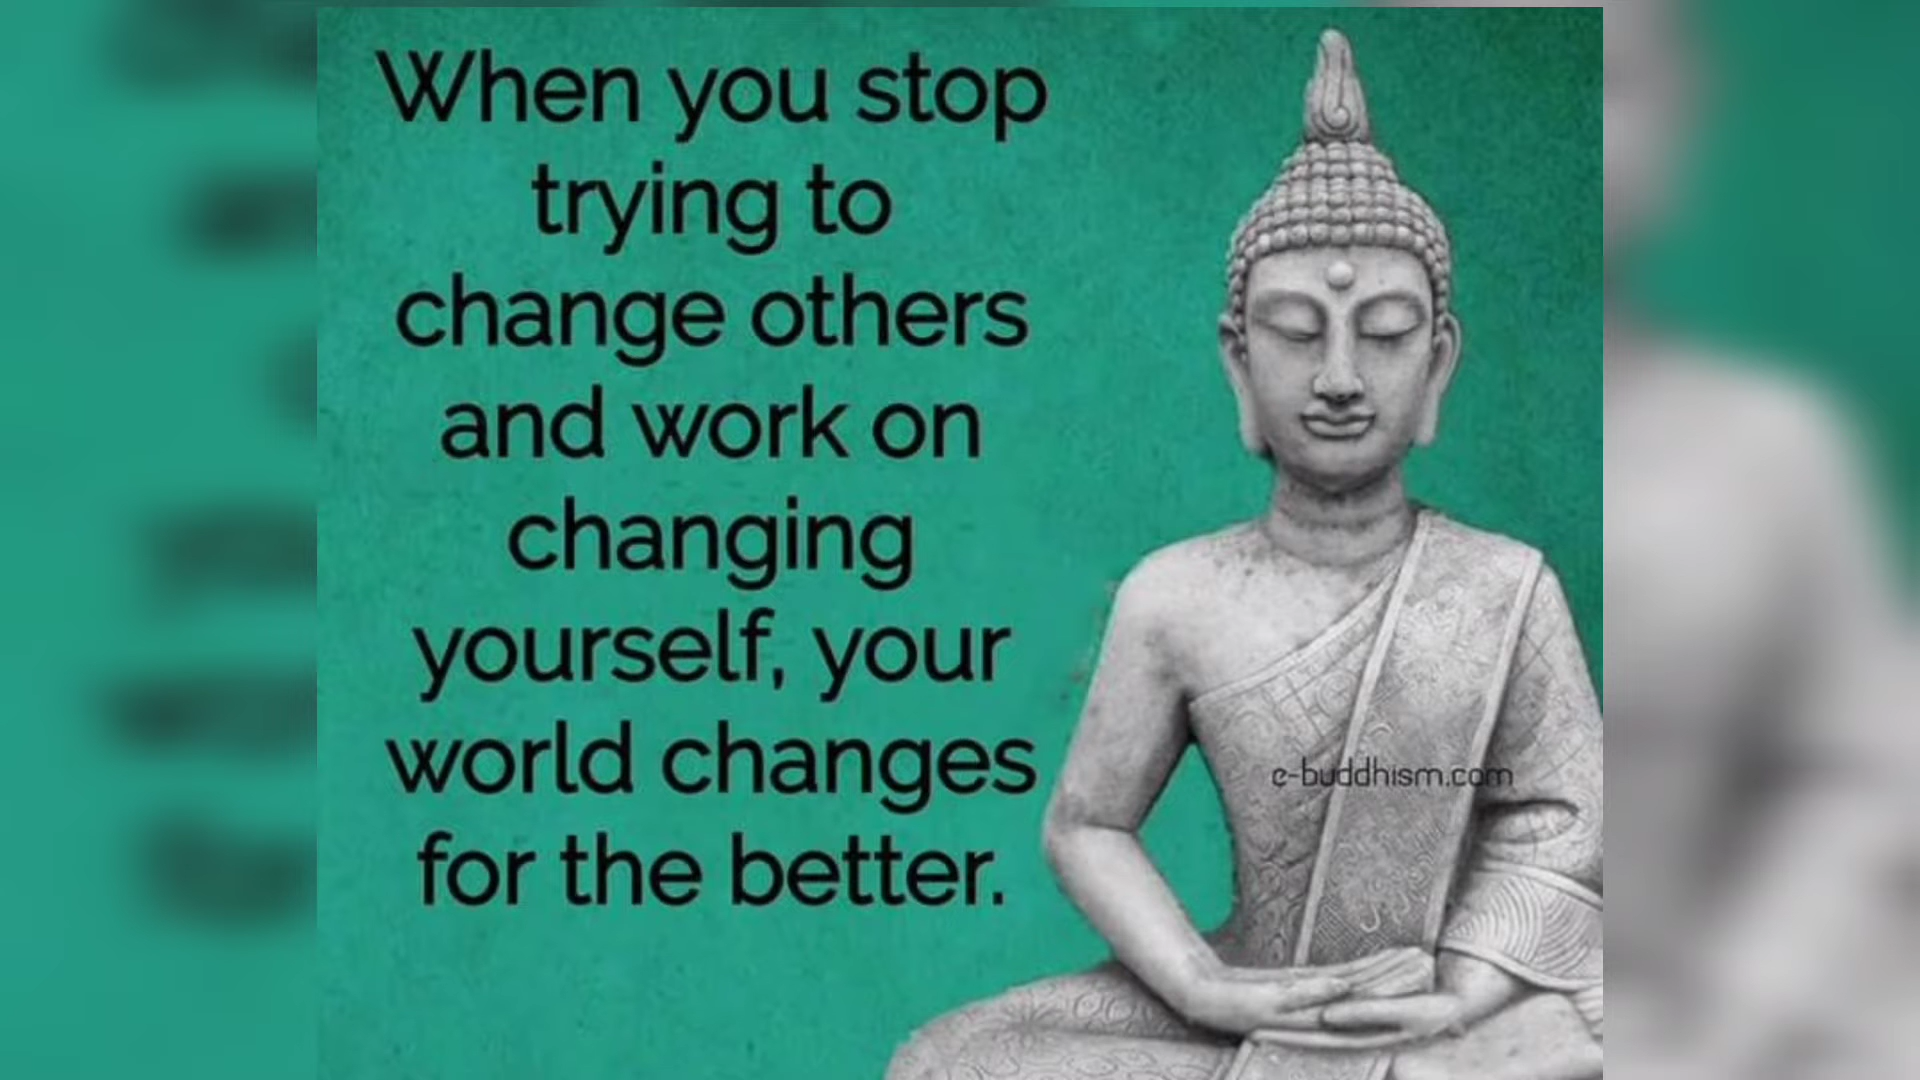 When you stop
trying to
change others
and work on
changing
yourself, your
world changes
for the better.
e-buddhism.com